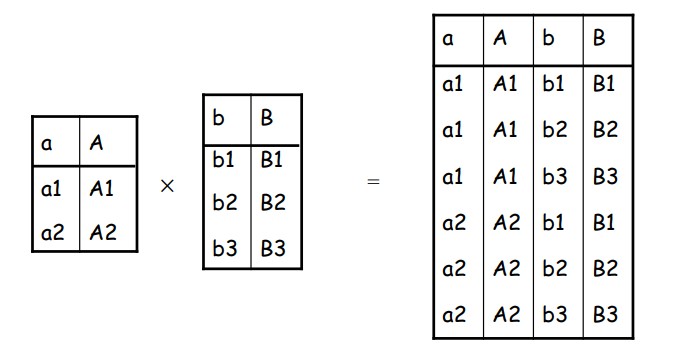 a A
a1 A1
a2 A2
×
b B
b1 B1
b2 B2
b3 B3
=
a A b B
a1 A1 b1 B1
a1 A1 b2 B2
a1 A1 b3 B3
a2 A2 b1 B1
a2 A2 b2 B2
a2 A2 b3 B3